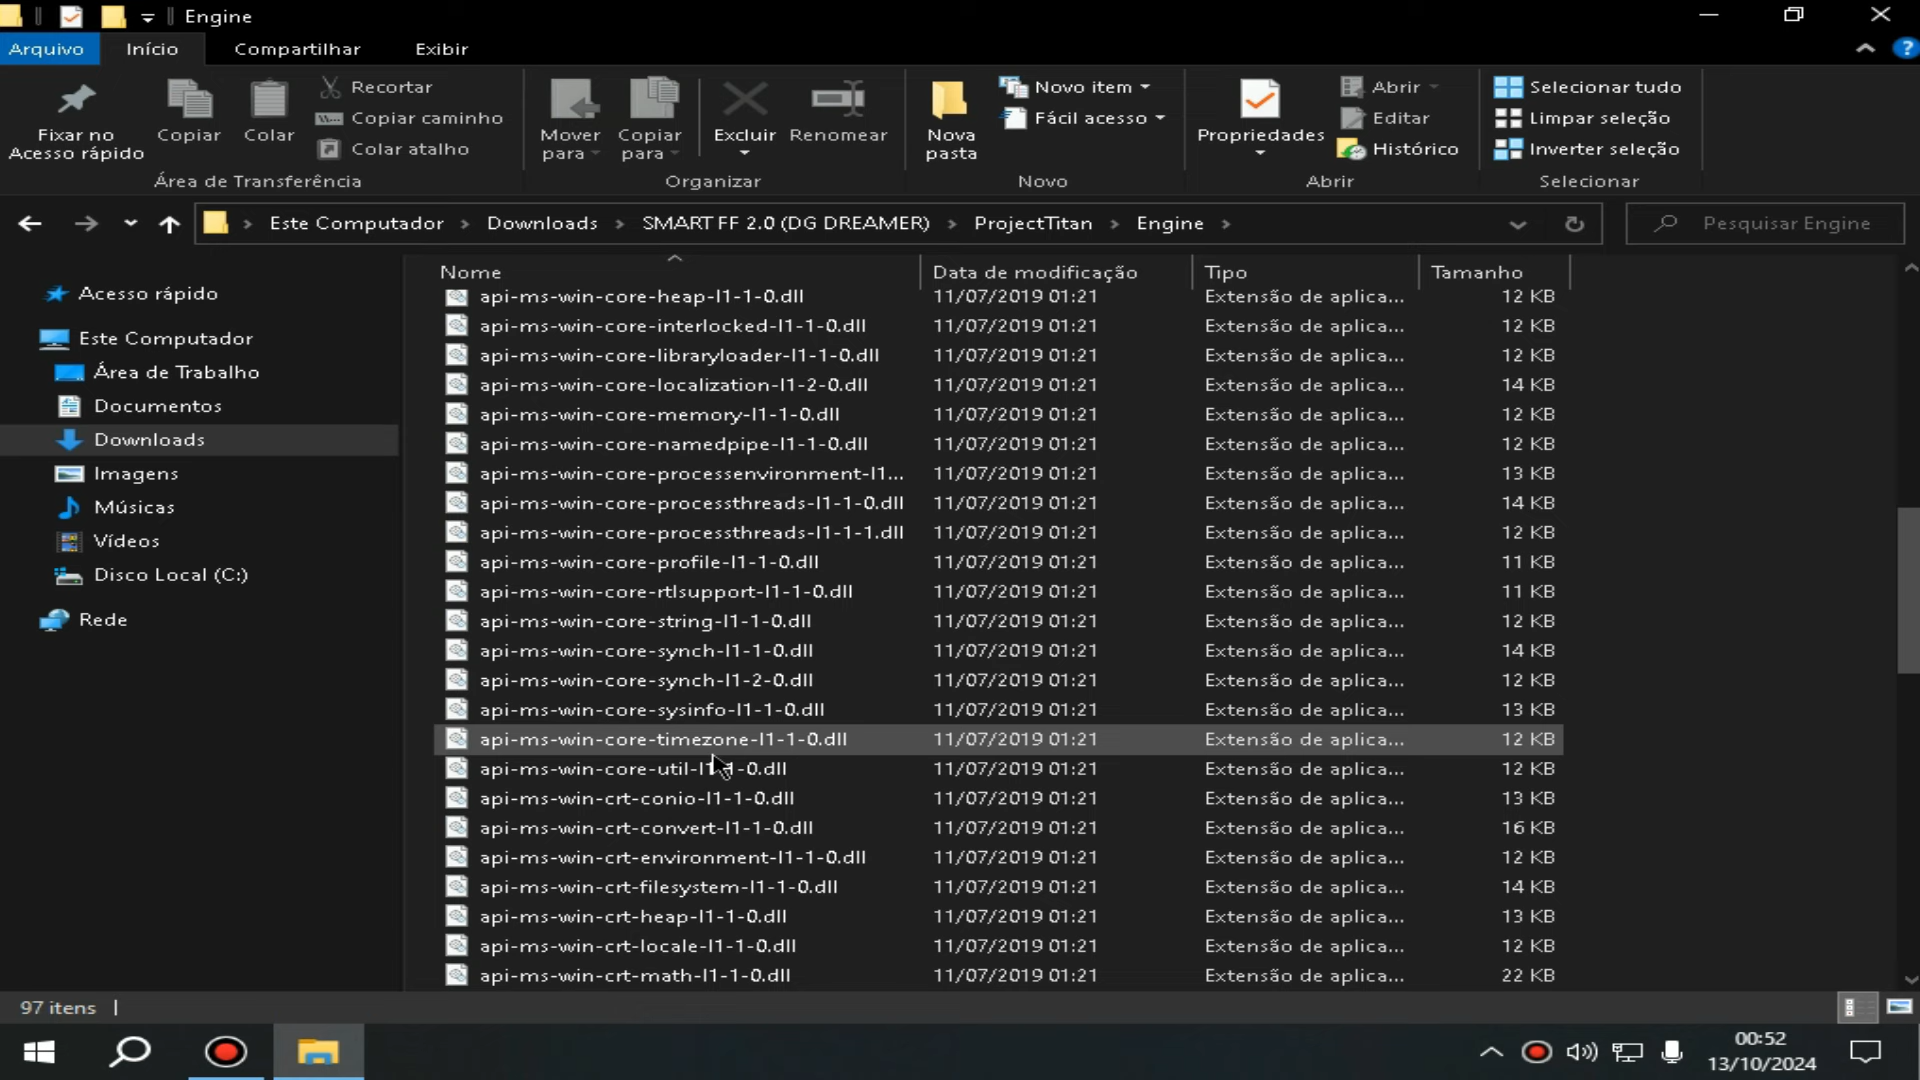 Engine
Arquivo Início Compartilhar Exibir
Fixar no Acesso rápido
Copiar
Colar
Recortar
Copiar caminho
Colar atalho
Área de Transferência
Mover para
Copiar para
Excluir
Renomear
Organizar
Nova pasta
Novo item
Fácil acesso
Novo
Propriedades
Abrir
Editar
Histórico
Abrir
Selecionar tudo
Limpar seleção
Inverter seleção
Selecionar
Este Computador Downloads SMART FF 2.0 (DG DREAMER) ProjectTitan Engine
Pesquisar Engine
Acesso rápido
Este Computador
Área de Trabalho
Documentos
Downloads
Imagens
Músicas
Vídeos
Disco Local (C:)
Rede
Nome Data de modificação Tipo Tamanho
api-ms-win-core-heap-l1-1-0.dll 11/07/2019 01:21 Extensão de aplica... 12 KB
api-ms-win-core-interlocked-l1-1-0.dll 11/07/2019 01:21 Extensão de aplica... 12 KB
api-ms-win-core-libraryloader-l1-1-0.dll 11/07/2019 01:21 Extensão de aplica... 12 KB
api-ms-win-core-localization-l1-2-0.dll 11/07/2019 01:21 Extensão de aplica... 14 KB
api-ms-win-core-memory-l1-1-0.dll 11/07/2019 01:21 Extensão de aplica... 12 KB
api-ms-win-core-namedpipe-l1-1-0.dll 11/07/2019 01:21 Extensão de aplica... 12 KB
api-ms-win-core-processenvironment-l1... 11/07/2019 01:21 Extensão de aplica... 13 KB
api-ms-win-core-processthreads-l1-1-0.dll 11/07/2019 01:21 Extensão de aplica... 14 KB
api-ms-win-core-processthreads-l1-1-1.dll 11/07/2019 01:21 Extensão de aplica... 12 KB
api-ms-win-core-profile-l1-1-0.dll 11/07/2019 01:21 Extensão de aplica... 11 KB
api-ms-win-core-rtlsupport-l1-1-0.dll 11/07/2019 01:21 Extensão de aplica... 11 KB
api-ms-win-core-string-l1-1-0.dll 11/07/2019 01:21 Extensão de aplica... 12 KB
api-ms-win-core-synch-l1-1-0.dll 11/07/2019 01:21 Extensão de aplica... 14 KB
api-ms-win-core-synch-l1-2-0.dll 11/07/2019 01:21 Extensão de aplica... 12 KB
api-ms-win-core-sysinfo-l1-1-0.dll 11/07/2019 01:21 Extensão de aplica... 13 KB
api-ms-win-core-timezone-l1-1-0.dll 11/07/2019 01:21 Extensão de aplica... 12 KB
api-ms-win-core-util-l1-1-0.dll 11/07/2019 01:21 Extensão de aplica... 12 KB
api-ms-win-crt-conio-l1-1-0.dll 11/07/2019 01:21 Extensão de aplica... 13 KB
api-ms-win-crt-convert-l1-1-0.dll 11/07/2019 01:21 Extensão de aplica... 16 KB
api-ms-win-crt-environment-l1-1-0.dll 11/07/2019 01:21 Extensão de aplica... 12 KB
api-ms-win-crt-filesystem-l1-1-0.dll 11/07/2019 01:21 Extensão de aplica... 14 KB
api-ms-win-crt-heap-l1-1-0.dll 11/07/2019 01:21 Extensão de aplica... 13 KB
api-ms-win-crt-locale-l1-1-0.dll 11/07/2019 01:21 Extensão de aplica... 12 KB
api-ms-win-crt-math-l1-1-0.dll 11/07/2019 01:21 Extensão de aplica... 22 KB
97 itens
00:52
13/10/2024